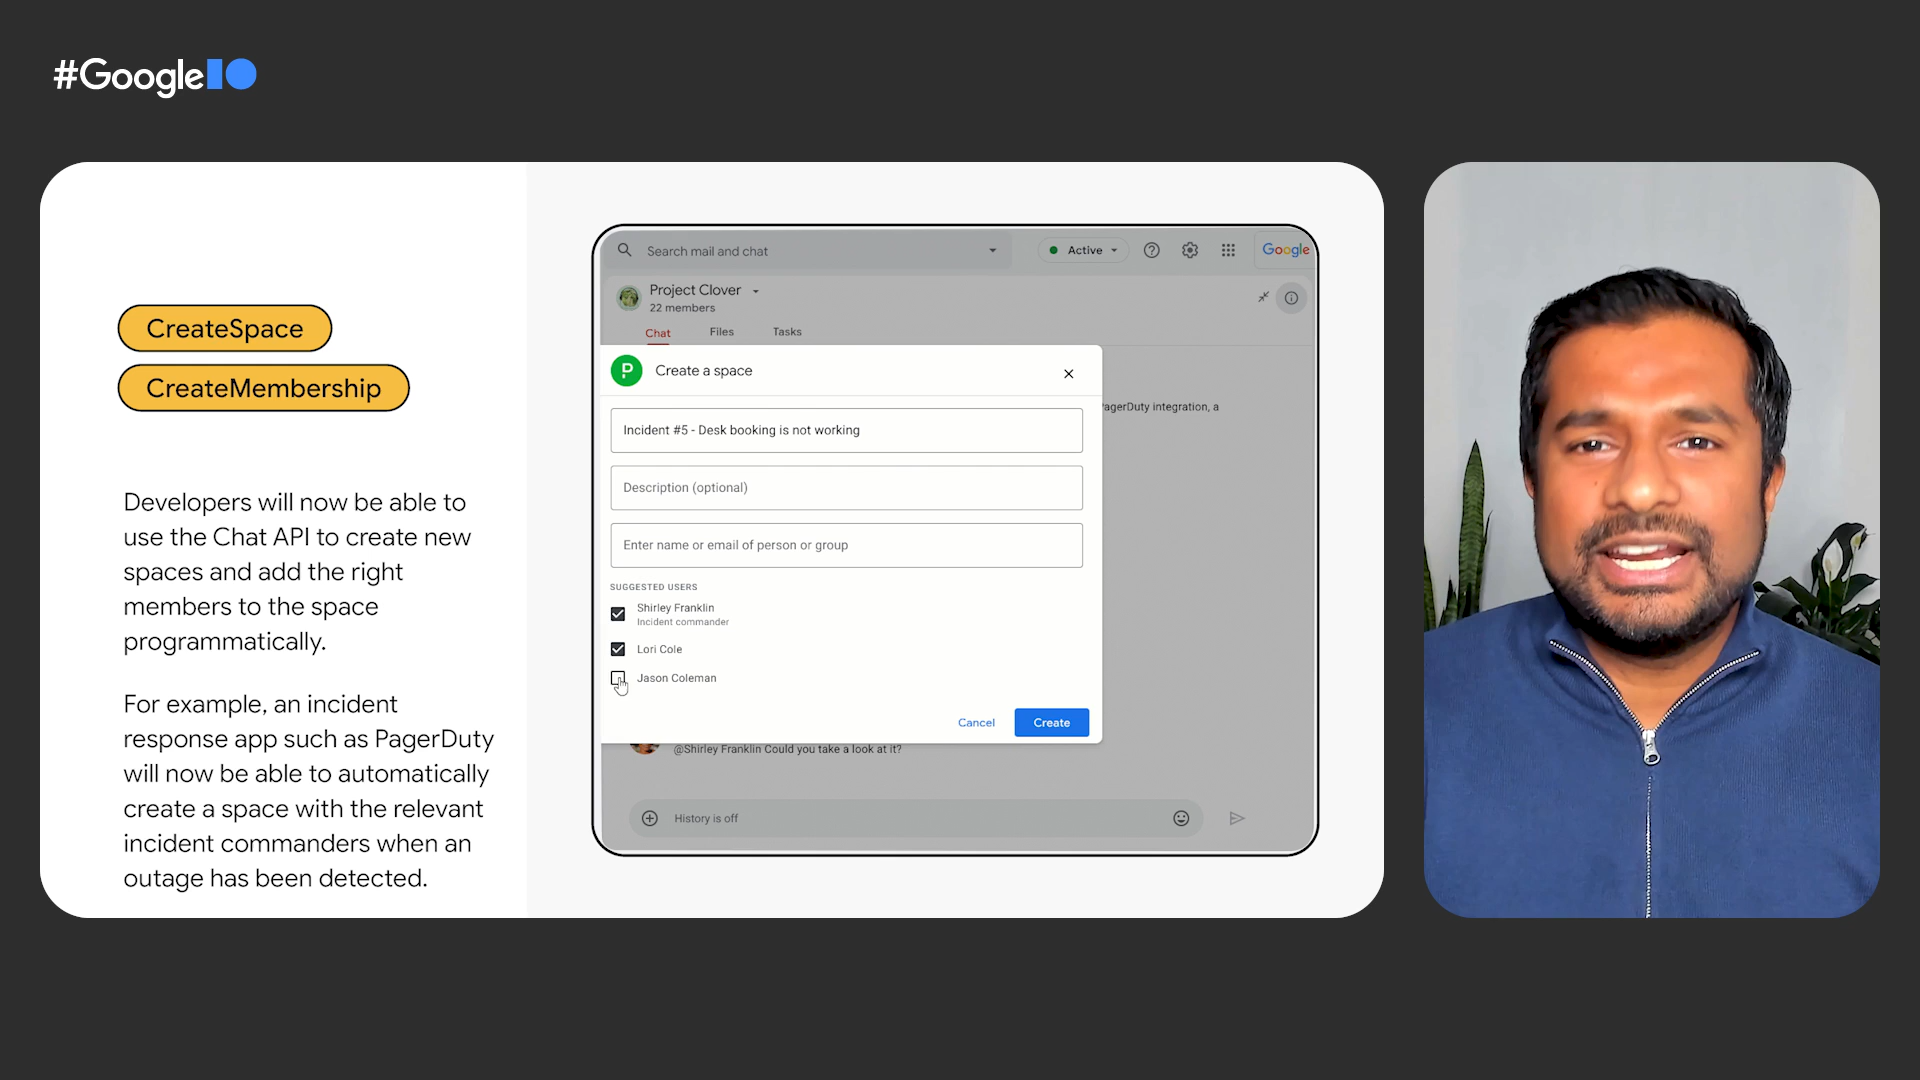 #GoogleIO
CreateSpace
CreateMembership
Developers will now be able to
use the Chat API to create new
spaces and add the right
members to the space
programmatically.
For example, an incident
response app such as PagerDuty
will now be able to automatically
create a space with the relevant
incident commanders when an
outage has been detected.
Search mail and chat
Active
Google
Project Clover
22 members
Chat Files Tasks
P Create a space
agerDuty integration, a
Incident #5 - Desk booking is not working
Description (optional)
Enter name or email of person or group
SUGGESTED USERS
Shirley Franklin
Incident commander
Lori Cole
Jason Coleman
Cancel Create
@Shirley Franklin Could you take a look at it?
History is off